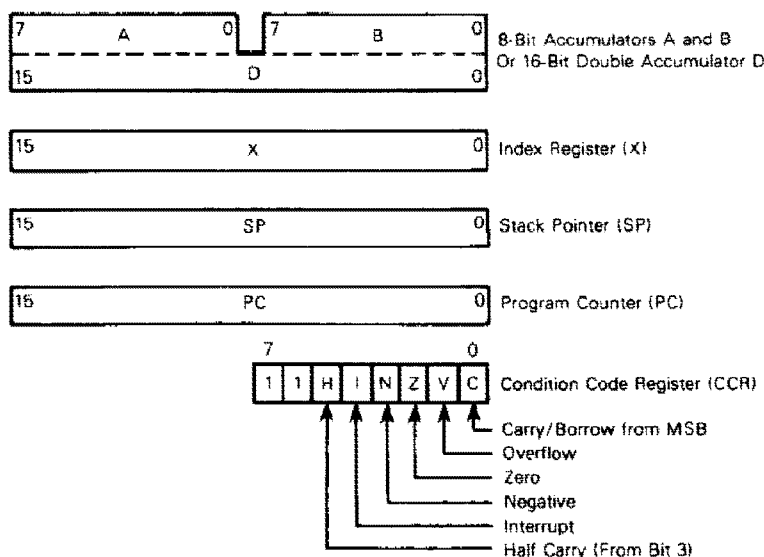 7 A 0 7 B 0
8-Bit Accumulators A and B
Or 16-Bit Double Accumulator D
15 D 0
15 X 0 Index Register (X)
15 SP 0 Stack Pointer (SP)
15 PC 0 Program Counter (PC)
7 0
1 1 H I N Z V C Condition Code Register (CCR)
Carry/Borrow from MSB
Overflow
Zero
Negative
Interrupt
Half Carry (From Bit 3)